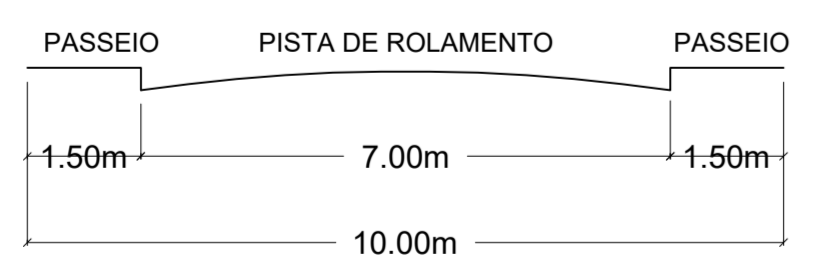 PASSEIO PISTA DE ROLAMENTO PASSEIO
1.50m 7.00m 1.50m
10.00m